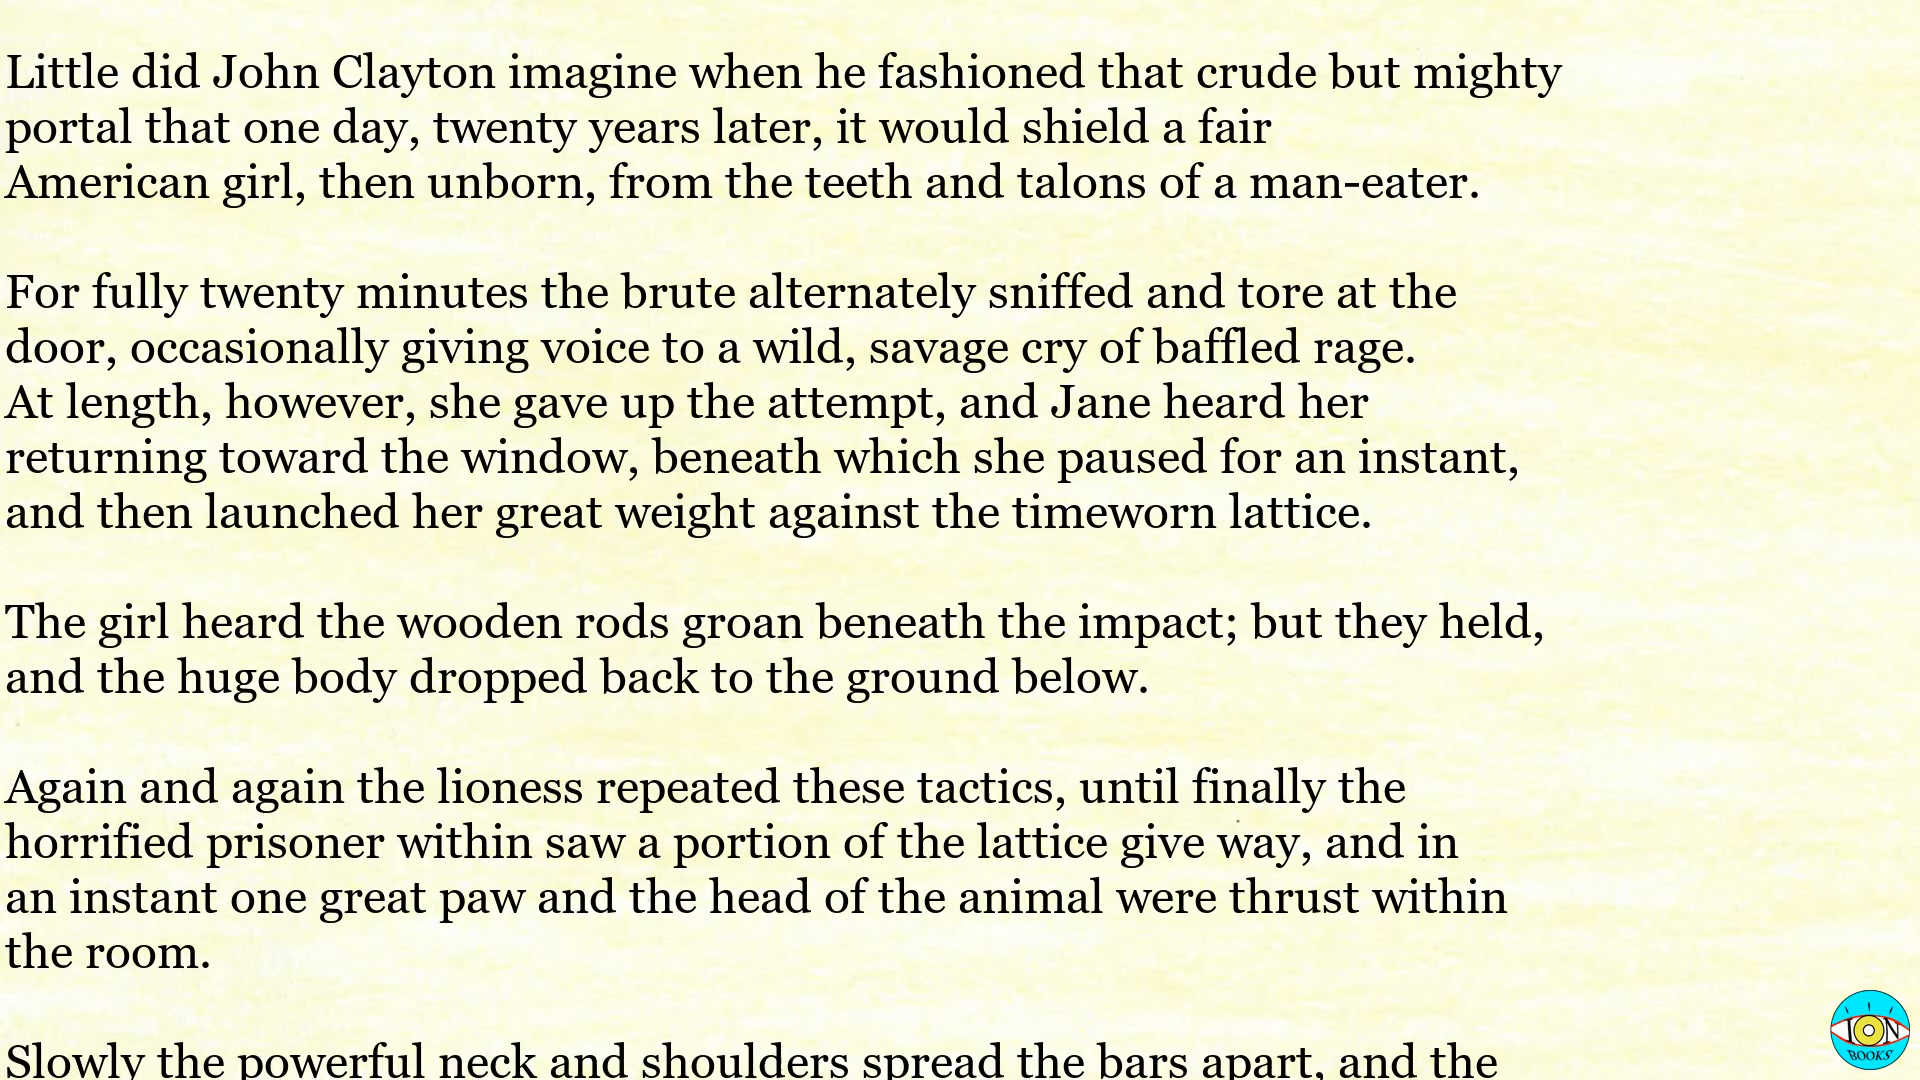 Little did John Clayton imagine when he fashioned that crude but mighty
portal that one day, twenty years later, it would shield a fair
American girl, then unborn, from the teeth and talons of a man-eater.
For fully twenty minutes the brute alternately sniffed and tore at the
door, occasionally giving voice to a wild, savage cry of baffled rage.
At length, however, she gave up the attempt, and Jane heard her
returning toward the window, beneath which she paused for an instant,
and then launched her great weight against the timeworn lattice.
The girl heard the wooden rods groan beneath the impact; but they held,
and the huge body dropped back to the ground below.
Again and again the lioness repeated these tactics, until finally the
horrified prisoner within saw a portion of the lattice give way, and in
an instant one great paw and the head of the animal were thrust within
the room.
Slowly the powerful neck and shoulders spread the bars apart, and the
ION
BOOKS